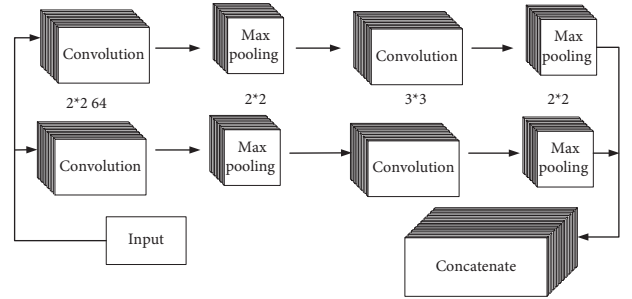 Convolution
Max
pooling
Convolution
Max
pooling
2*2 64
2*2
3*3
2*2
Convolution
Max
pooling
Convolution
Max
pooling
Input
Concatenate